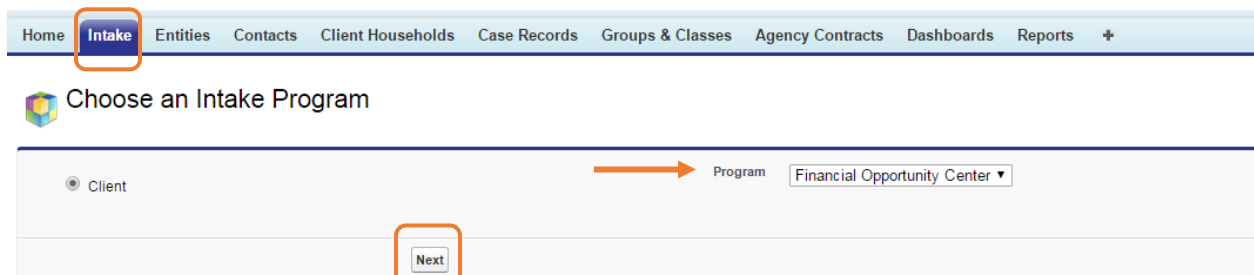 Home Intake Entities Contacts Client Households Case Records Groups & Classes Agency Contracts Dashboards Reports +
Choose an Intake Program
Client Program Financial Opportunity Center ▼
Next